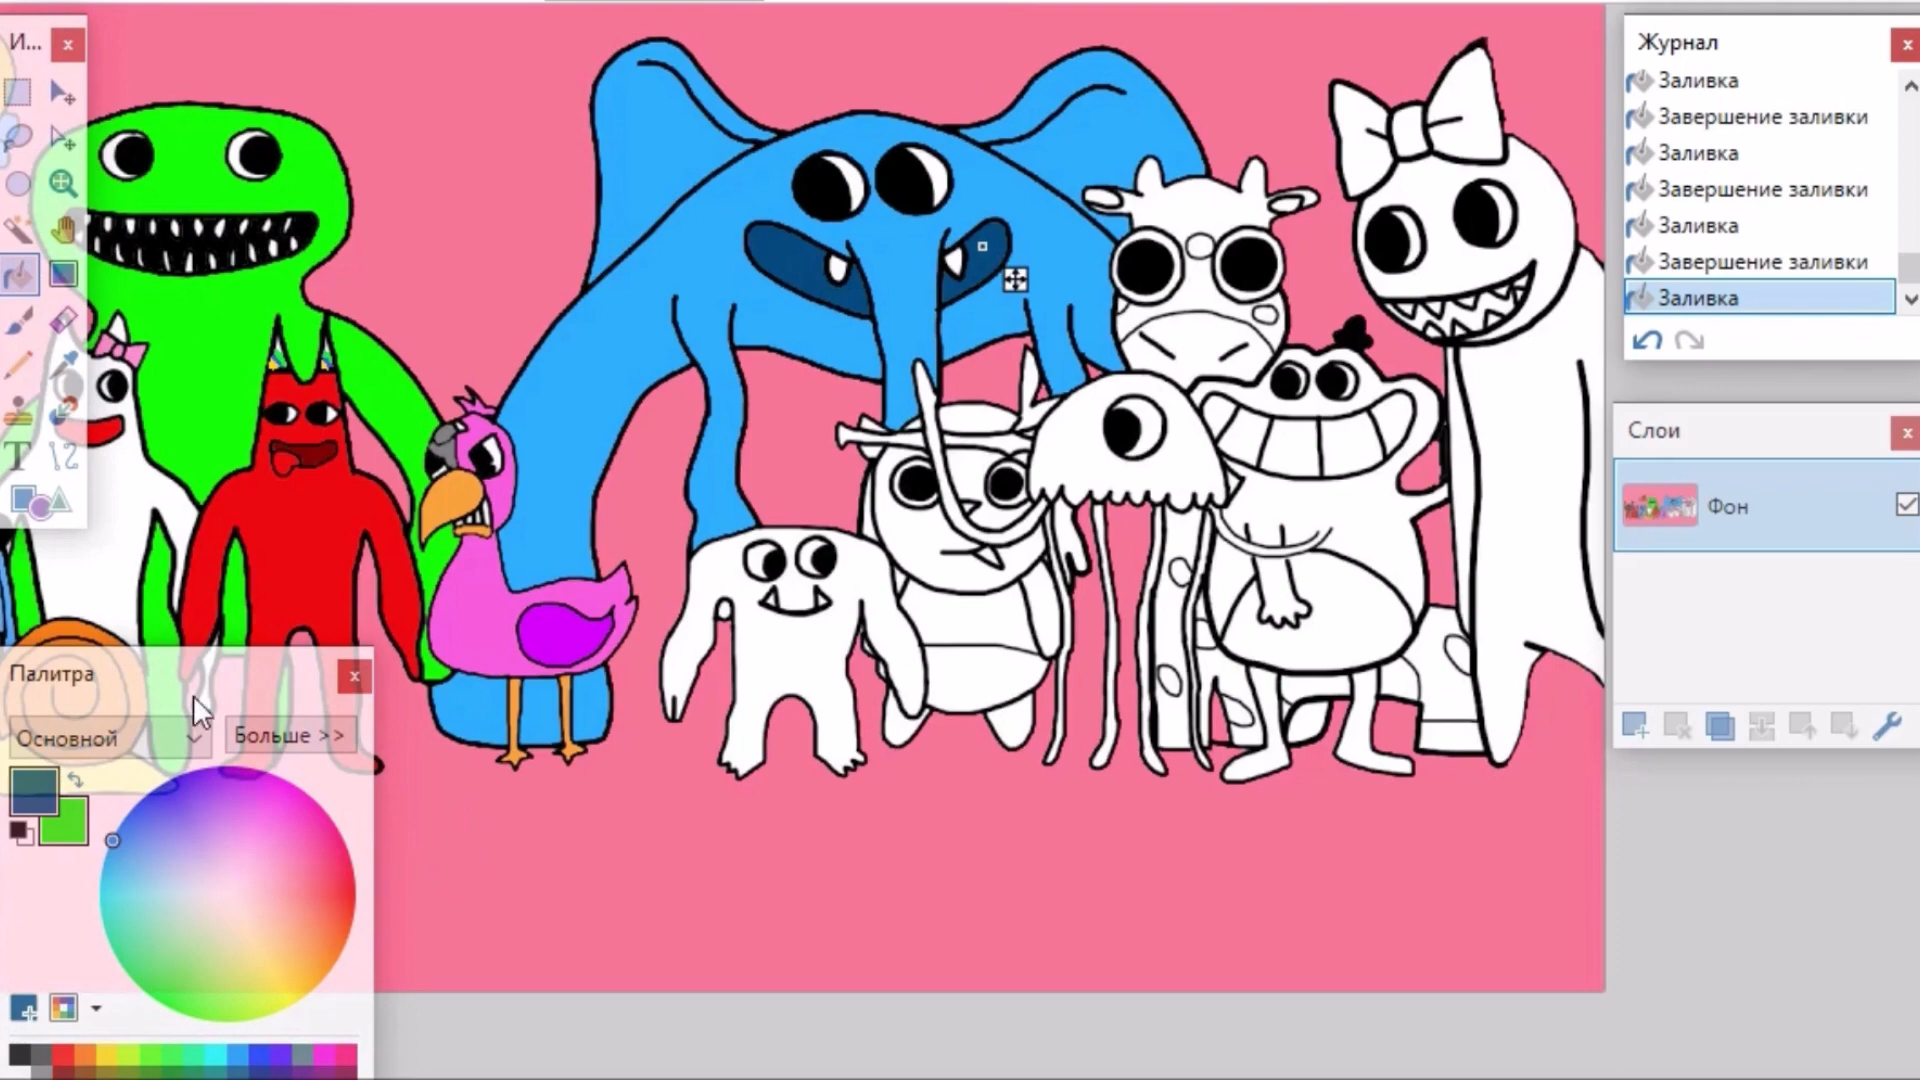 И...
Журнал
Заливка
Завершение заливки
Заливка
Завершение заливки
Заливка
Завершение заливки
Заливка
Слои
Фон
Палитра
Основной
Больше >>